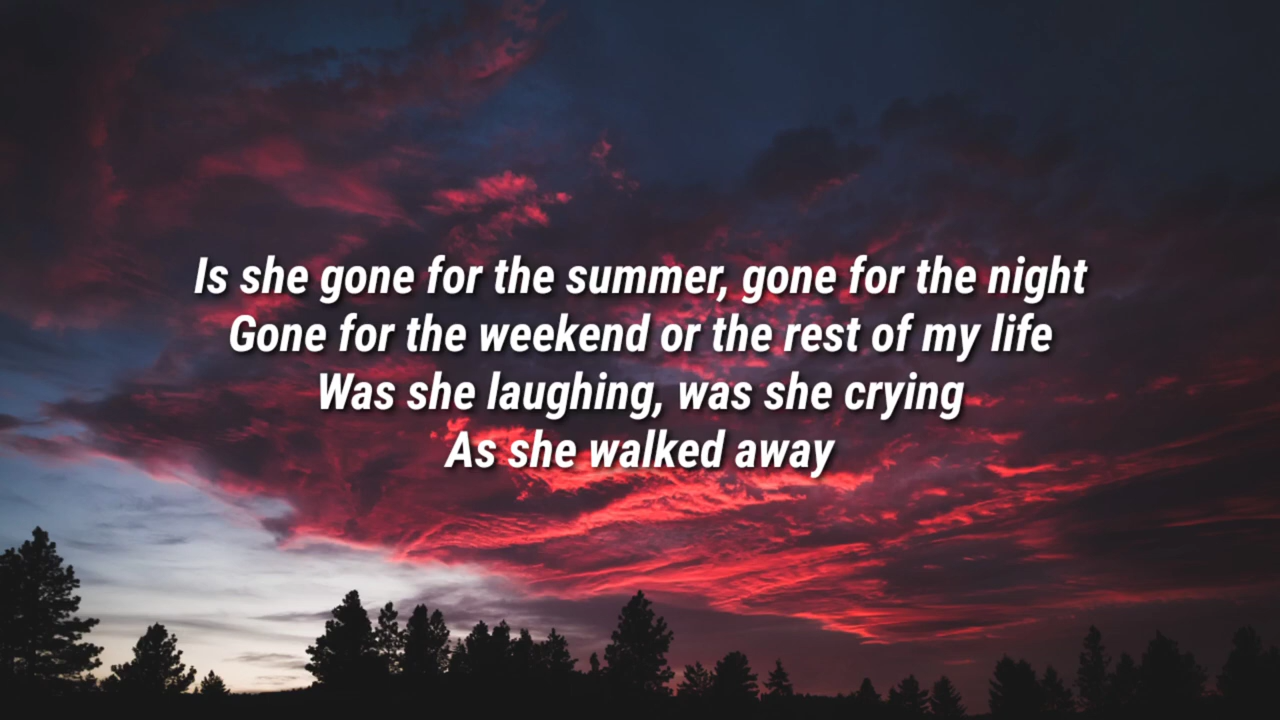 Is she gone for the summer, gone for the night
Gone for the weekend or the rest of my life
Was she laughing, was she crying
As she walked away